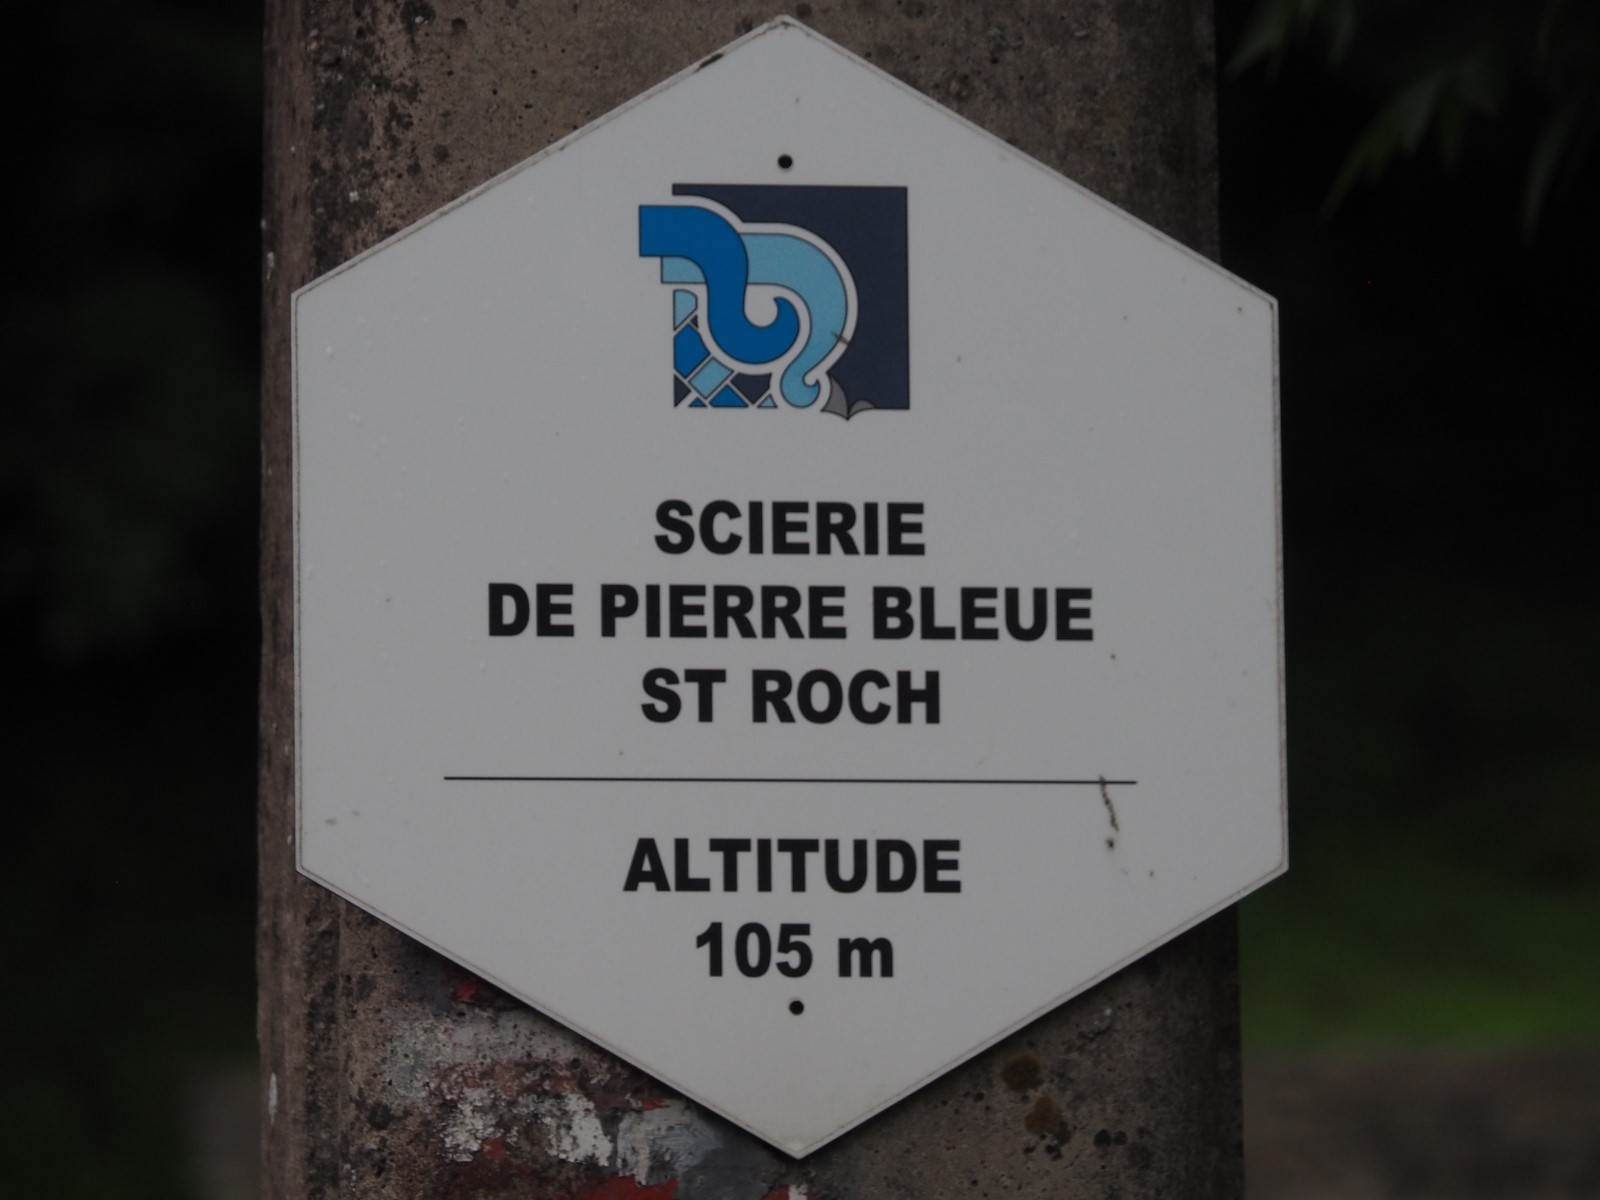 SCIERIE
DE PIERRE BLEUE
ST ROCH
ALTITUDE
105 m